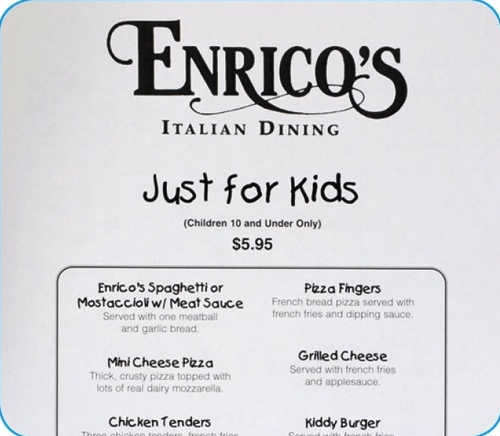 ENRICO'S
ITALIAN DINING
Just for Kids
(Children 10 and Under Only)
$5.95
Enrico's Spaghetti or
Mostaccioli w/ Meat Sauce
Served with one meatball
and garlic bread.
Mini Cheese Pizza
Thick, crusty pizza topped with
lots of real dairy mozzarella.
Chicken Tenders
Three chicken tenders, french fries
Pizza Fingers
French bread pizza served with
french fries and dipping sauce.
Grilled Cheese
Served with french fries
and applesauce.
Kiddy Burger
Served with french fries